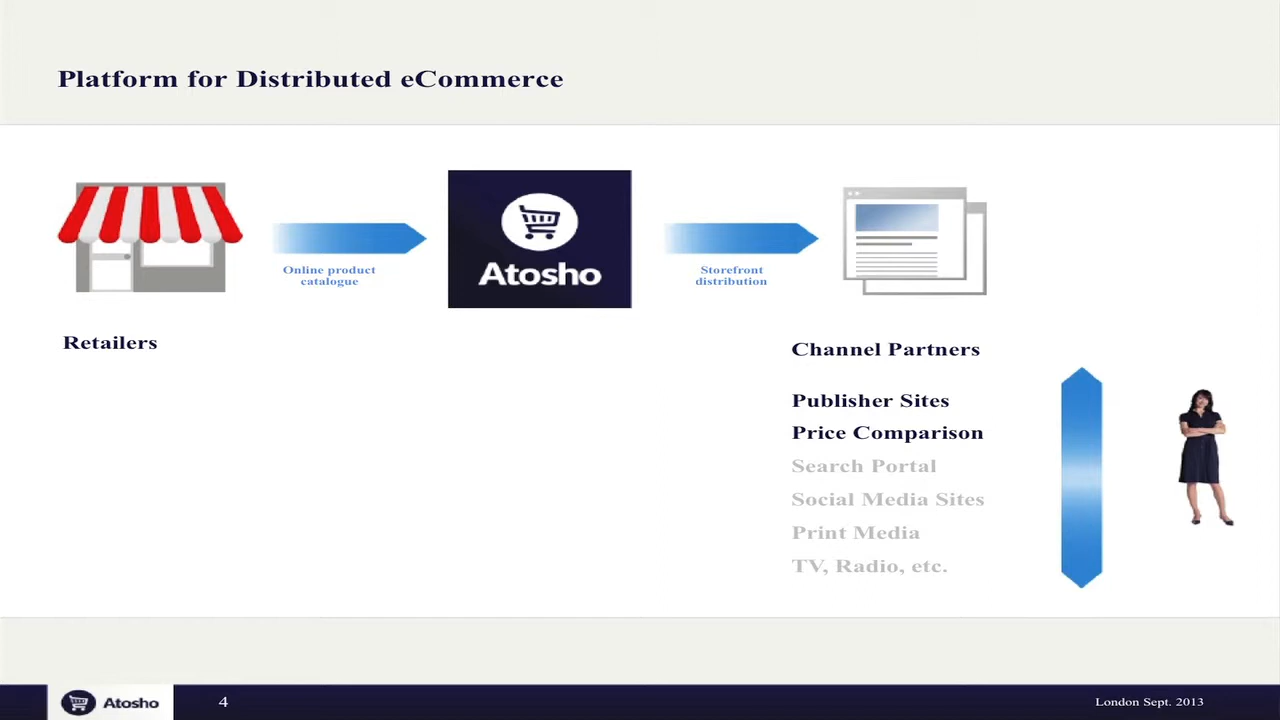 Platform for Distributed eCommerce
Online product
catalogue
Atosho
Storefront
distribution
Retailers
Channel Partners
Publisher Sites
Price Comparison
Search Portal
Social Media Sites
Print Media
TV, Radio, etc.
Atosho
4
London Sept. 2013